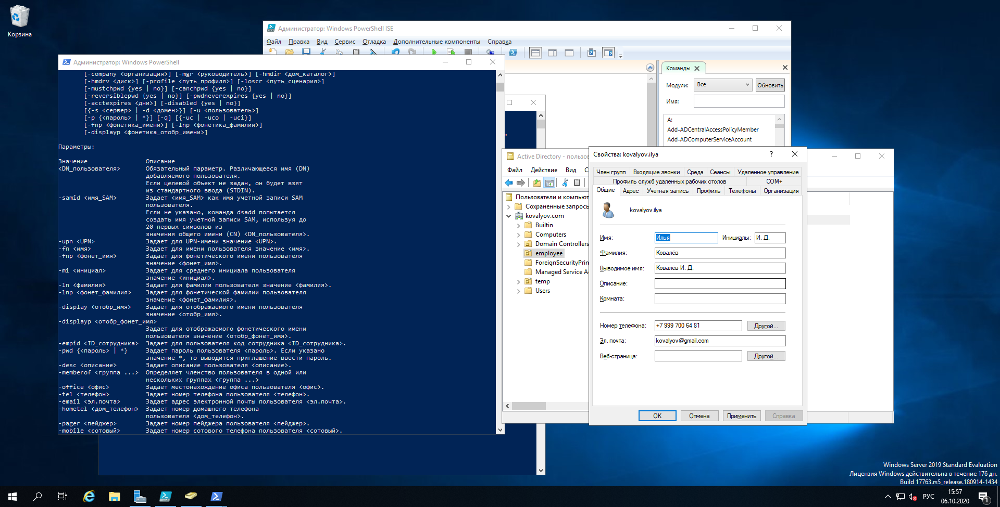 Корзина
Администратор: Windows PowerShell ISE
Файл Правка Вид Сервис Отладка Дополнительные компоненты Справка
Команды
Модули: Все Обновить
Имя:
A:
Add-ADCentralAccessPolicyMember
Add-ADComputerServiceAccount
Администратор: Windows PowerShell
[-company <организация>] [-mgr <руководитель>] [-hmdir <дом_каталог>]
[-hmdrv <диск>] [-profile <путь_профиля>] [-loscr <путь_сценария>]
[-mustchpwd {yes | no}] [-canchpwd {yes | no}]
[-reversiblepwd {yes | no}] [-pwdneverexpires {yes | no}]
[-acctexpires <дни>] [-disabled {yes | no}]
[{-s <сервер> | -d <домен>}] [-u <пользователь>]
[-p {<пароль> | *}] [-q] [{-uc | -uco | -uci}]
[-fnp <фонетика_имени>] [-lnp <фонетика_фамилии>]
[-displayp <фонетика_отобр_имени>]
Параметры:
Значение Описание
<DN_пользователя> Обязательный параметр. Различающееся имя (DN)
добавляемого пользователя.
Если целевой объект не задан, он будет взят
из стандартного ввода (STDIN).
-samid <имя_SAM> Задает <имя_SAM> как имя учетной записи SAM
пользователя.
Если не указано, команда dsadd попытается
создать имя учетной записи SAM, используя до
20 первых символов из
значения общего имени (CN) <DN_пользователя>.
-upn <UPN> Задает для UPN-имени значение <UPN>.
-fn <имя> Задает для имени пользователя значение <имя>.
-fnp <фонет_имя> Задает для фонетического имени пользователя
значение <фонет_имя>.
-mi <инициал> Задает для среднего инициала пользователя
значение <инициал>.
-ln <фамилия> Задает для фамилии пользователя значение <фамилия>.
-lnp <фонет_фамилия> Задает для фонетической фамилии пользователя
значение <фонет_фамилия>.
-display <отобр_имя> Задает для отображаемого имени пользователя
значение <отобр_имя>.
-displayp <отобр_фонет_имя>
Задает для отображаемого фонетического имени
пользователя значение <отобр_фонет_имя>.
-empid <ID_сотрудника> Задает для пользователя код сотрудника <ID_сотрудника>.
-pwd {<пароль> | *} Задает пароль пользователя <пароль>. Если указано
значение *, то выводится приглашение ввести пароль.
-desc <описание> Задает описание пользователя <описание>.
-memberof <группа ...> Определяет членство пользователя в одной или
нескольких группах <группа ...>
-office <офис> Задает местонахождение офиса пользователя <офис>.
-tel <телефон> Задает номер телефона пользователя <телефон>.
-email <эл.почта> Задает адрес электронной почты пользователя <эл.почта>.
-hometel <дом_телефон> Задает номер домашнего телефона
пользователя <дом_телефон>.
-pager <пейджер> Задает номер пейджера пользователя <пейджер>.
-mobile <сотовый> Задает номер сотового телефона пользователя <сотовый>.
"
Active Directory - пользо
Файл Действие Вид С
Пользователи и компьют
Сохраненные запросы
kovalyov.com
Builtin
Computers
Domain Controllers
employee
ForeignSecurityPrin
Managed Service A
temp
Users
Свойства: kovalyov.ilya
Член групп Входящие звонки Среда Сеансы Удаленное управление
Профиль служб удаленных рабочих столов COM+
Общие Адрес Учетная запись Профиль Телефоны Организация
kovalyov.ilya
Имя: Илья Инициалы: И. Д.
Фамилия: Ковалёв
Выводимое имя: Ковалёв И. Д.
Описание:
Комната:
Номер телефона: +7 999 700 64 81 Другой...
Эл. почта: kovalyov@gmail.com
Веб-страница: Другой...
OK Отмена Применить Справка
Windows Server 2019 Standard Evaluation
Лицензия Windows действительна в течение 176 дн.
Build 17763.rs5_release.180914-1434
РУС 15:57
06.10.2020
1